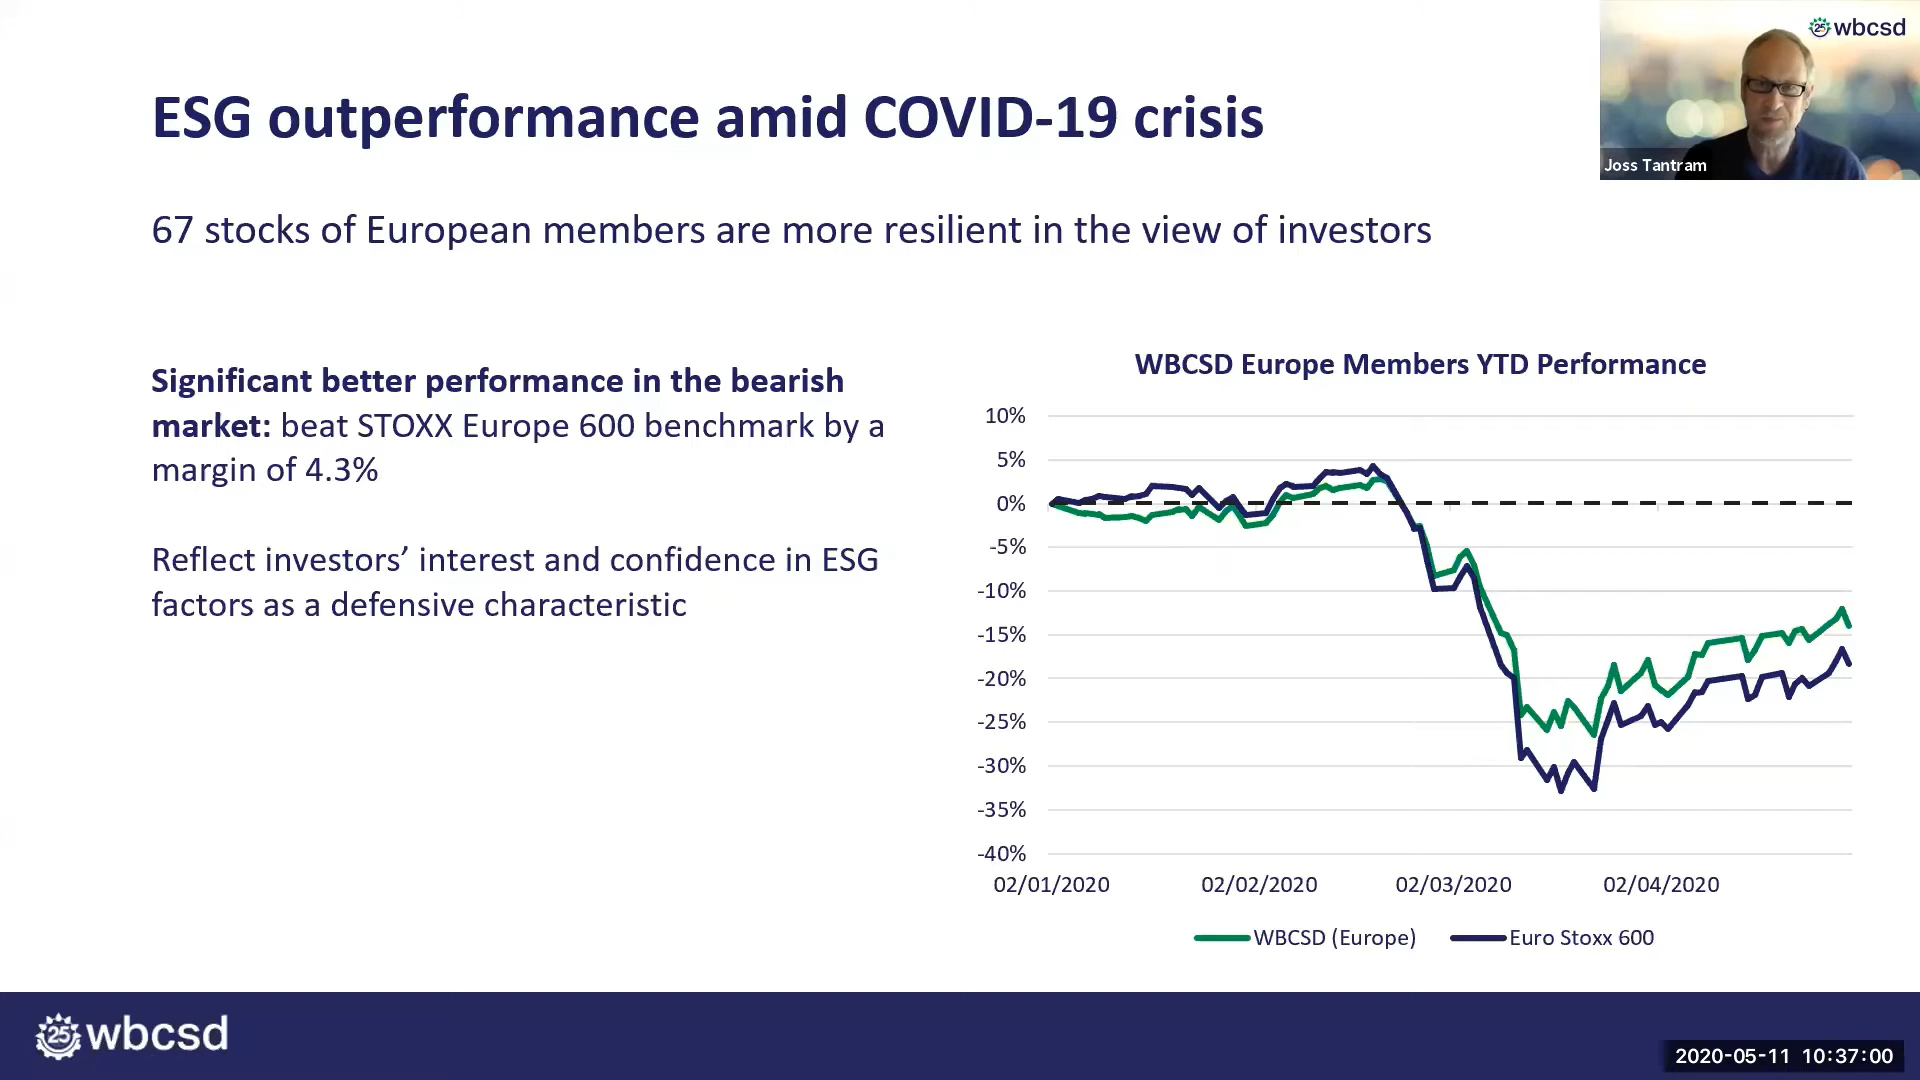 wbcsd
25
Joss Tantram
ESG outperformance amid COVID-19 crisis
67 stocks of European members are more resilient in the view of investors
Significant better performance in the bearish
market: beat STOXX Europe 600 benchmark by a
margin of 4.3%
Reflect investors’ interest and confidence in ESG
factors as a defensive characteristic
WBCSD Europe Members YTD Performance
10%
5%
0%
-5%
-10%
-15%
-20%
-25%
-30%
-35%
-40%
02/01/2020 02/02/2020 02/03/2020 02/04/2020
WBCSD (Europe) Euro Stoxx 600
25 wbcsd
2020-05-11 10:37:00